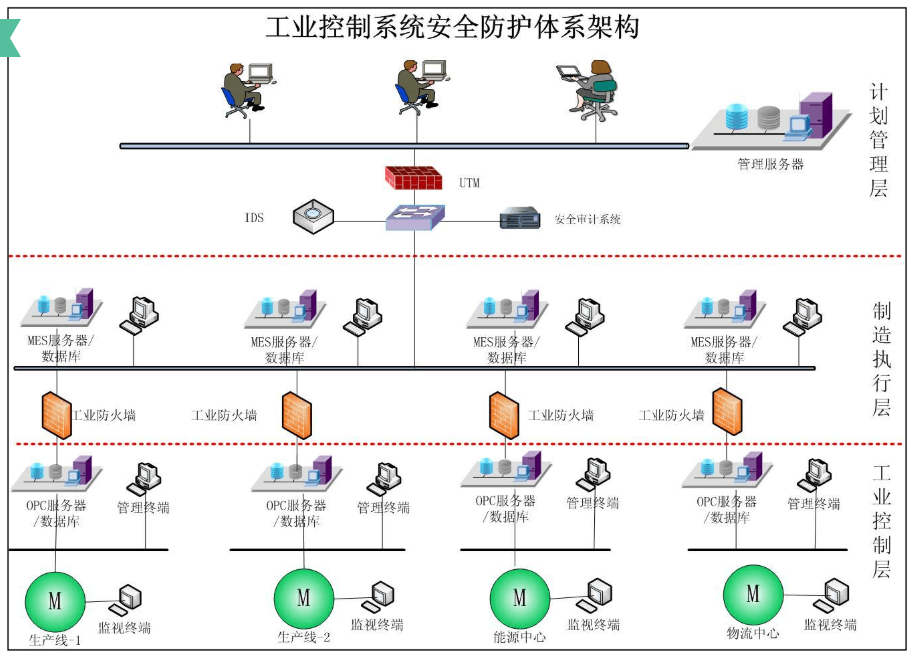 工业控制系统安全防护体系架构
计划管理层
管理服务器
UTM
IDS
安全审计系统
制造执行层
MES服务器/
数据库
MES服务器/
数据库
MES服务器/
数据库
MES服务器/
数据库
工业防火墙
工业防火墙
工业防火墙
工业防火墙
工业控制层
OPC服务器
/数据库
管理终端
OPC服务器
/数据库
管理终端
OPC服务器
/数据库
管理终端
OPC服务器
/数据库
管理终端
M
生产线-1
监视终端
M
生产线-2
监视终端
M
能源中心
监视终端
M
物流中心
监视终端